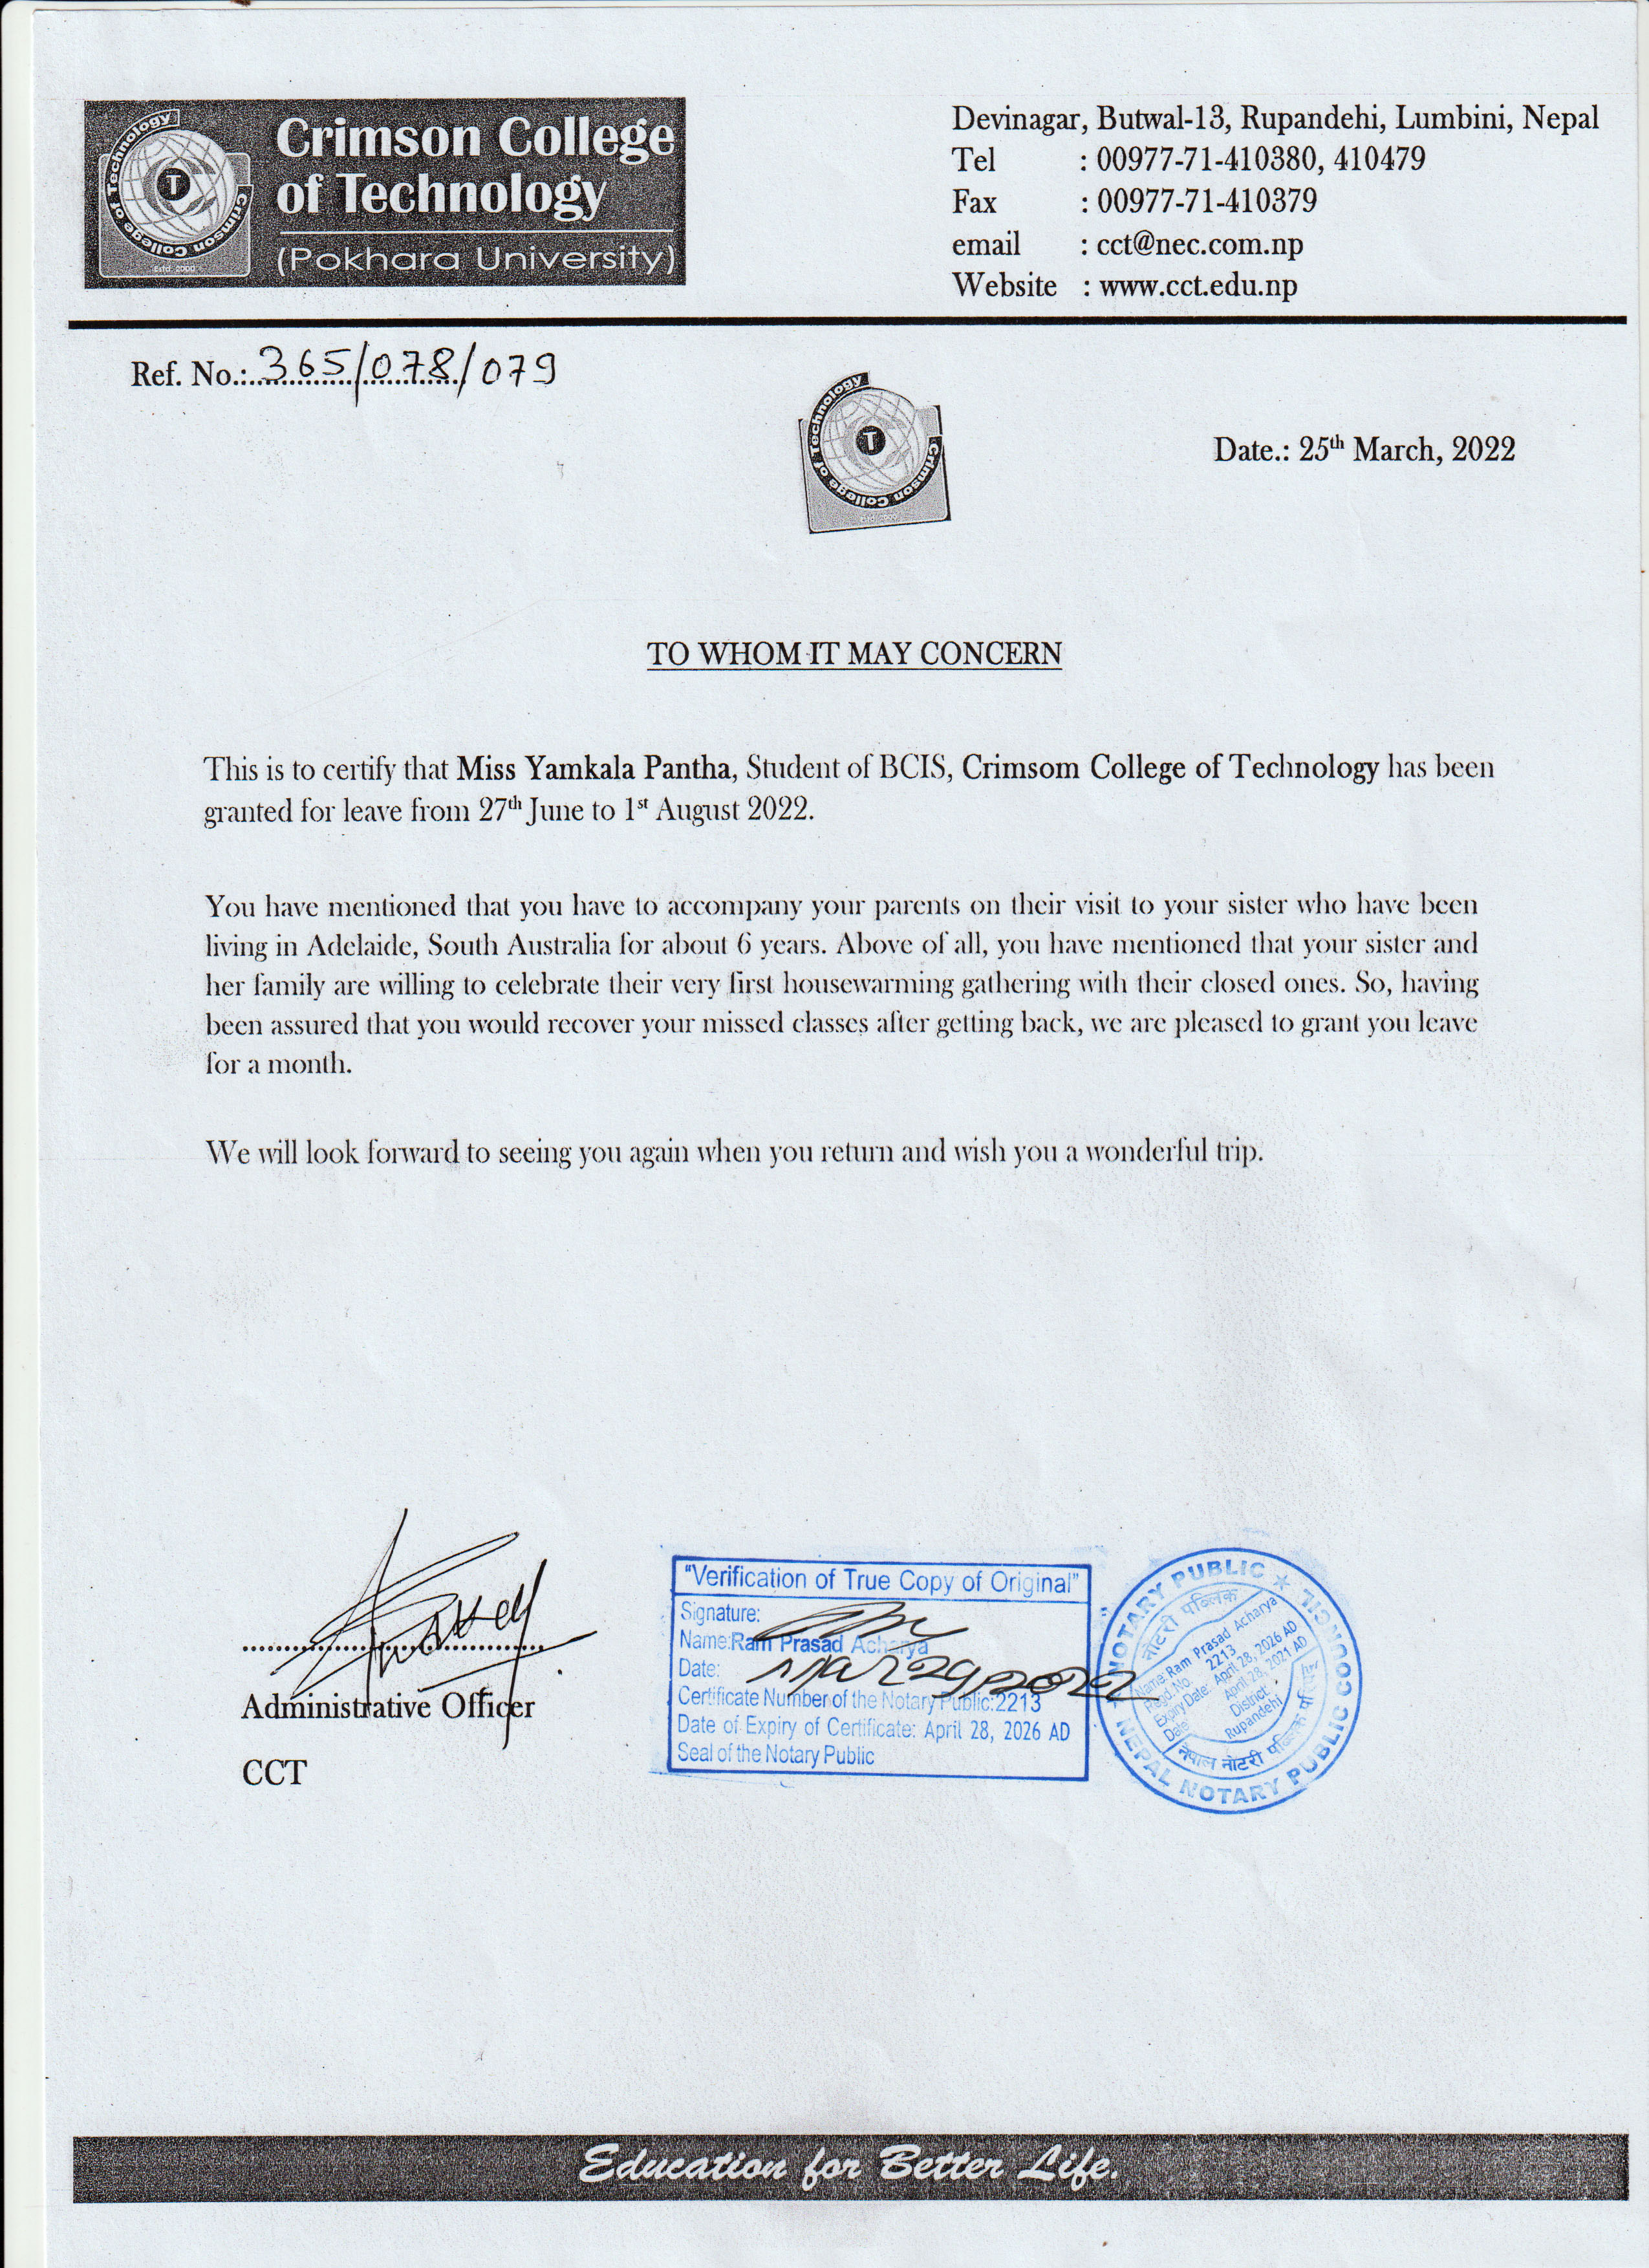 Crimson College
of Technology
(Pokhara University)
Crimson College of Technology
T
Estd. 2000
Devinagar, Butwal-13, Rupandehi, Lumbini, Nepal
Tel : 00977-71-410380, 410479
Fax : 00977-71-410379
email : cct@nec.com.np
Website : www.cct.edu.np
Ref. No.: 365/078/079
Crimson College of Technology
T
Date.: 25th March, 2022
TO WHOM IT MAY CONCERN
This is to certify that Miss Yamkala Pantha, Student of BCIS, Crimsom College of Technology has been
granted for leave from 27th June to 1st August 2022.
You have mentioned that you have to accompany your parents on their visit to your sister who have been
living in Adelaide, South Australia for about 6 years. Above of all, you have mentioned that your sister and
her family are willing to celebrate their very first housewarming gathering with their closed ones. So, having
been assured that you would recover your missed classes after getting back, we are pleased to grant you leave
for a month.
We will look forward to seeing you again when you return and wish you a wonderful trip.
Administrative Officer
CCT
"Verification of True Copy of Original"
Signature:
Name:Ram Prasad Acharya
Date: Mar 29, 2022
Certificate Number of the Notary Public:2213
Date of Expiry of Certificate: April 28, 2026 AD
Seal of the Notary Public
NOTARY PUBLIC
NEPAL NOTARY PUBLIC COUNCIL
नोटरी पब्लिक
Name: Ram Prasad Acharya
Regd. No.: 2213
Expiry Date: April 28, 2026 AD
Date: April 28, 2021 AD
District:
Rupandehi
नेपाल नोटरी पब्लिक
Education for Better Life.